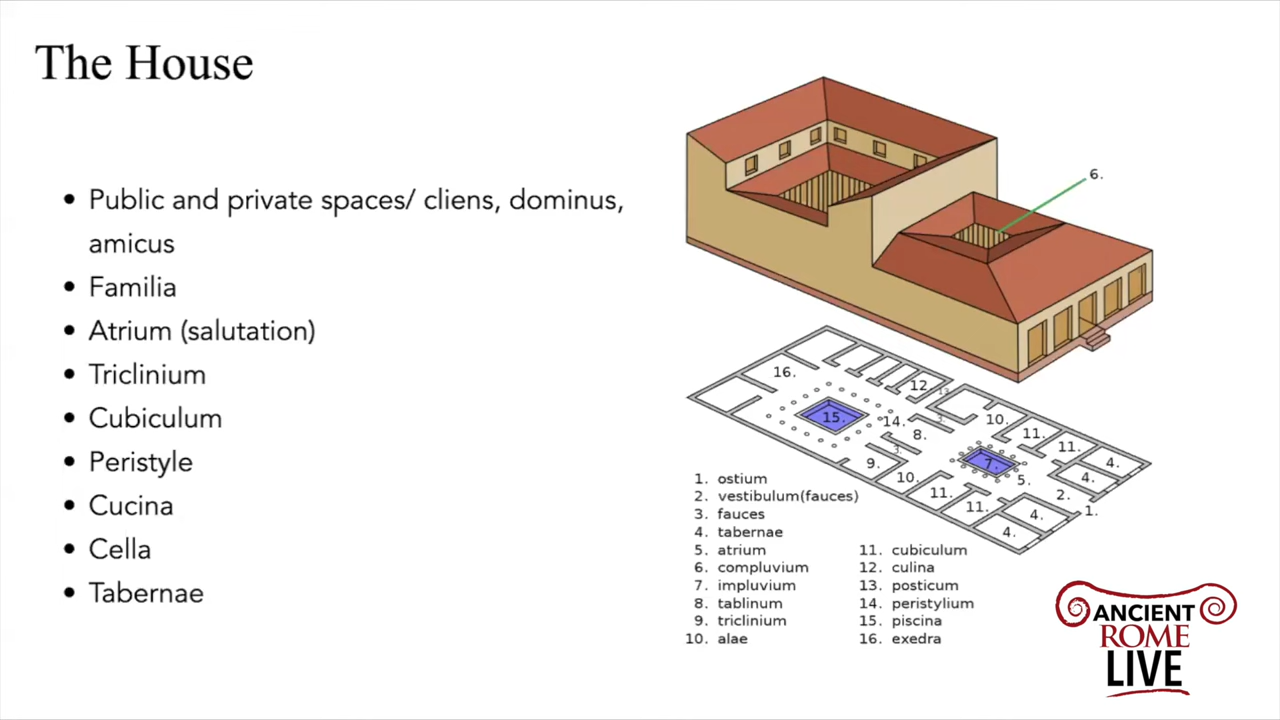 The House
• Public and private spaces/ cliens, dominus,
amicus
• Familia
• Atrium (salutation)
• Triclinium
• Cubiculum
• Peristyle
• Cucina
• Cella
• Tabernae
6.
16.
12.
13.
15.
14.
3.
10.
8.
11.
11.
4.
3.
9.
7.
5.
4.
10.
2.
11.
1.
11.
4.
4.
1. ostium
2. vestibulum(fauces)
3. fauces
4. tabernae
5. atrium
6. compluvium
7. impluvium
8. tablinum
9. triclinium
10. alae
11. cubiculum
12. culina
13. posticum
14. peristylium
15. piscina
16. exedra
ANCIENT
ROME
LIVE